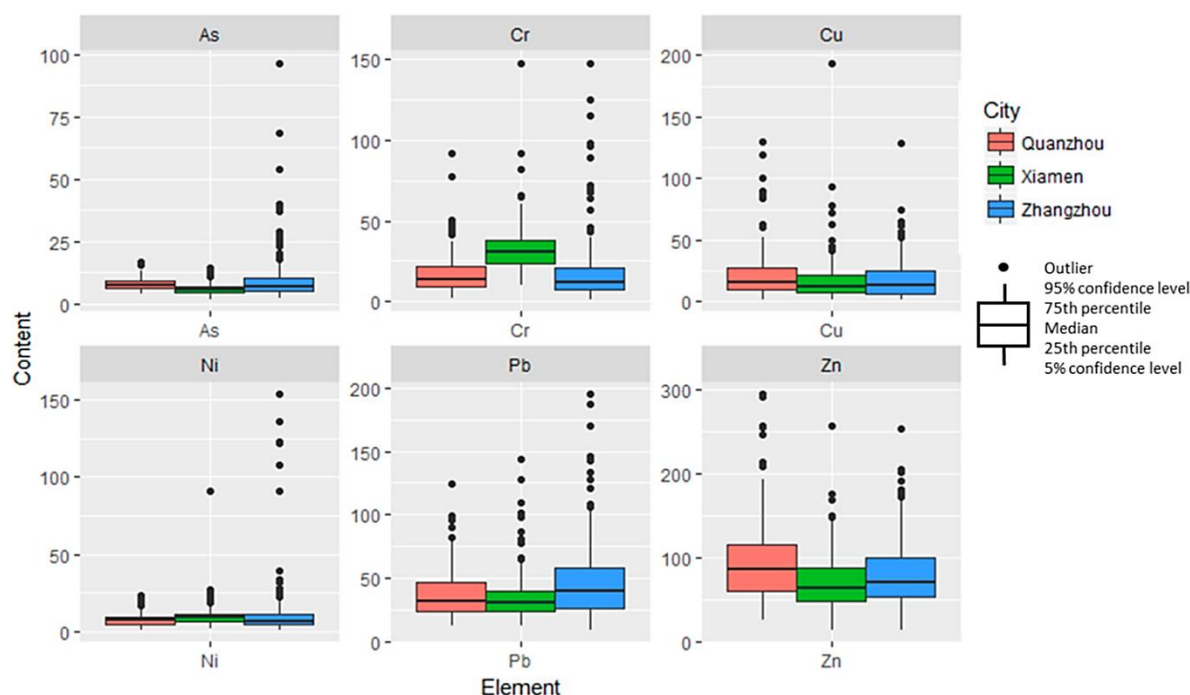 As
Cr
Cu
100
75
50
25
0
150
100
50
0
200
150
100
50
0
As
Cr
Cu
City
Quanzhou
Xiamen
Zhangzhou
Outlier
95% confidence level
75th percentile
Median
25th percentile
5% confidence level
Content
Ni
Pb
Zn
150
100
50
0
200
150
100
50
0
300
200
100
0
Ni
Pb
Zn
Element